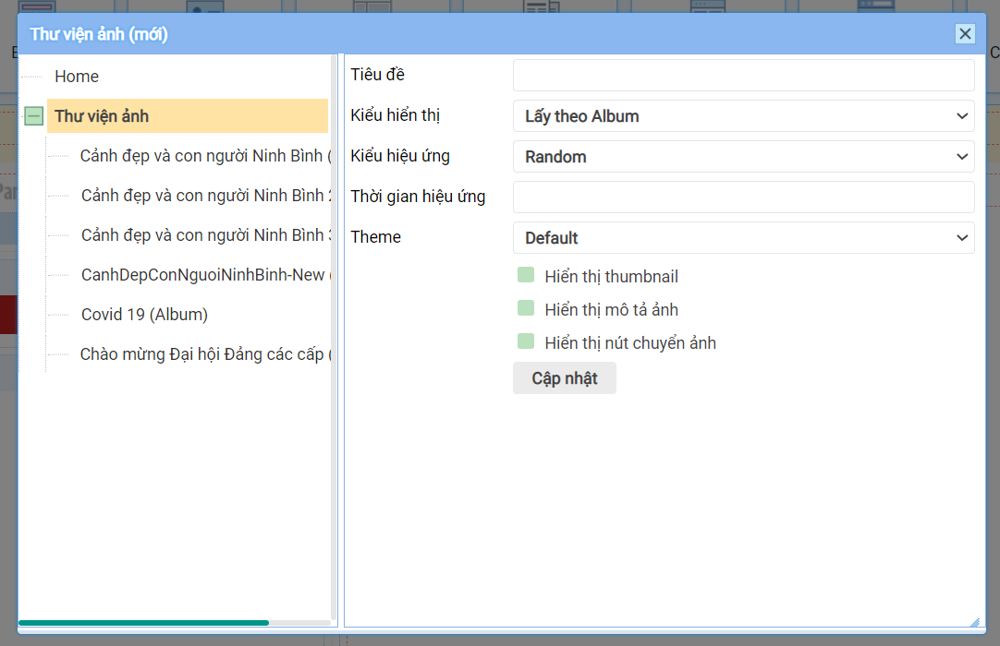 Thư viện ảnh (mới)
Home
Thư viện ảnh
Cảnh đẹp và con người Ninh Bình (
Cảnh đẹp và con người Ninh Bình 2
Cảnh đẹp và con người Ninh Bình 3
CanhDepConNguoiNinhBinh-New (
Covid 19 (Album)
Chào mừng Đại hội Đảng các cấp (
Tiêu đề
Kiểu hiển thị
Lấy theo Album
Kiểu hiệu ứng
Random
Thời gian hiệu ứng
Theme
Default
Hiển thị thumbnail
Hiển thị mô tả ảnh
Hiển thị nút chuyển ảnh
Cập nhật